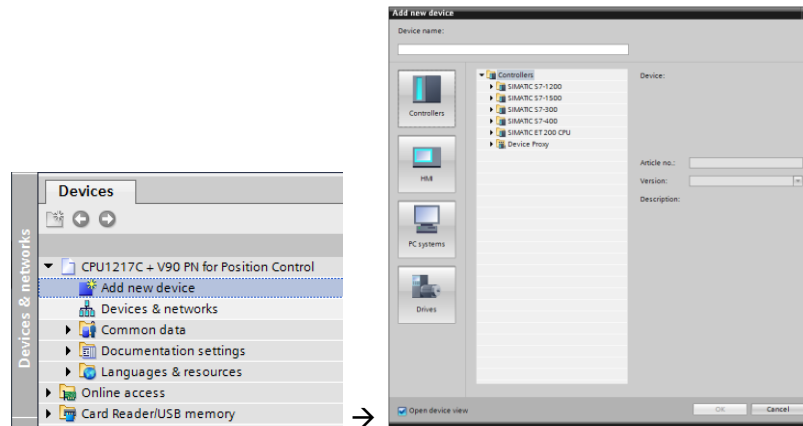 Devices
Devices & networks
CPU1217C + V90 PN for Position Control
Add new device
Devices & networks
Common data
Documentation settings
Languages & resources
Online access
Card Reader/USB memory
→
Add new device
Device name:
Controllers
HMI
PC systems
Drives
Controllers
SIMATIC S7-1200
SIMATIC S7-1500
SIMATIC S7-300
SIMATIC S7-400
SIMATIC ET 200 CPU
Device Proxy
Device:
Article no.:
Version:
Description:
Open device view
OK
Cancel